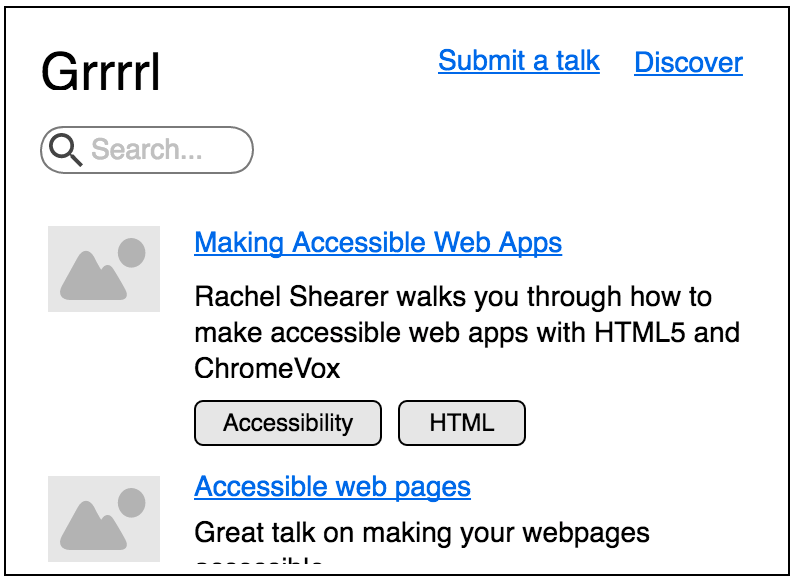 Grrrrl
Submit a talk
Discover
Search...
Making Accessible Web Apps
Rachel Shearer walks you through how to
make accessible web apps with HTML5 and
ChromeVox
Accessibility
HTML
Accessible web pages
Great talk on making your webpages
accessible